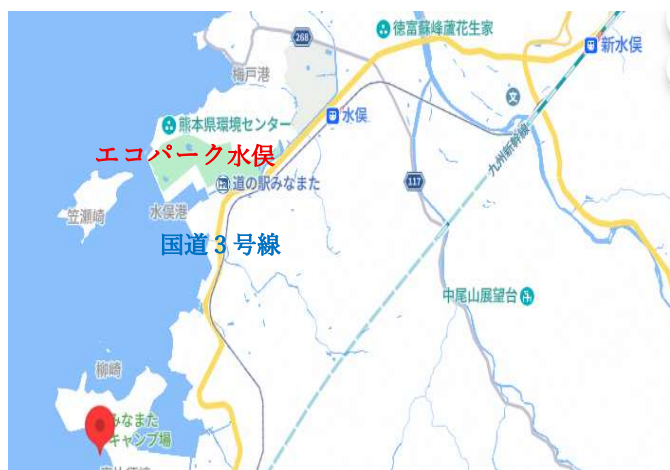 徳富蘇峰蘆花生家
268
新水俣
梅戸港
水俣
熊本県環境センター
エコパーク水俣
九州新幹線
道の駅みなまた
117
水俣港
笠瀬崎
国道3号線
中尾山展望台
柳崎
みなまた
キャンプ場